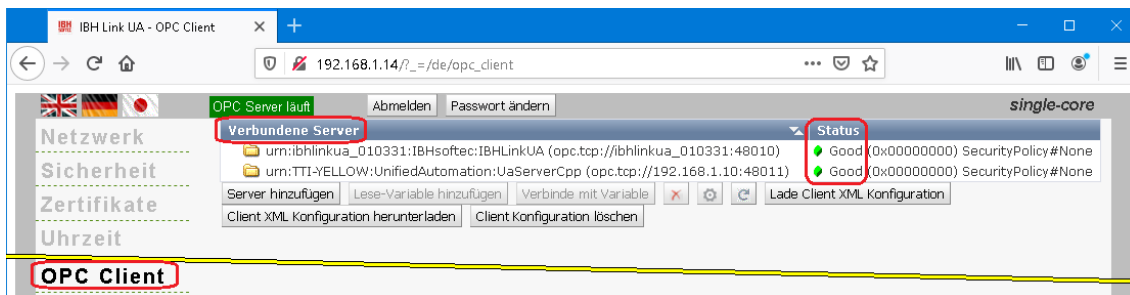 IBH Link UA - OPC Client
192.168.1.14/?_=/de/opc_client
OPC Server läuft Abmelden Passwort ändern single-core
Netzwerk
Sicherheit
Zertifikate
Uhrzeit
OPC Client
Verbundene Server Status
urn:ibhlinkua_010331:IBHsoftec:IBHLinkUA (opc.tcp://ibhlinkua_010331:48010) Good (0x00000000) SecurityPolicy#None
urn:TTI-YELLOW:UnifiedAutomation:UaServerCpp (opc.tcp://192.168.1.10:48011) Good (0x00000000) SecurityPolicy#None
Server hinzufügen Lese-Variable hinzufügen Verbinde mit Variable Lade Client XML Konfiguration
Client XML Konfiguration herunterladen Client Konfiguration löschen